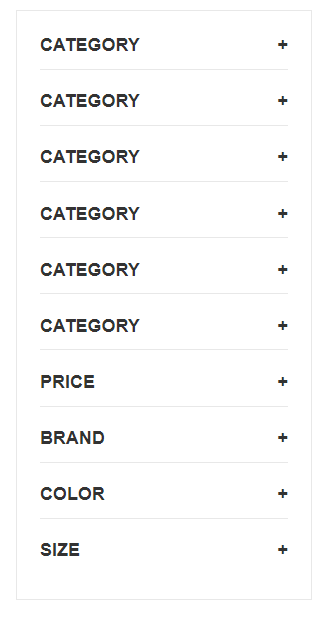 CATEGORY +
CATEGORY +
CATEGORY +
CATEGORY +
CATEGORY +
CATEGORY +
PRICE +
BRAND +
COLOR +
SIZE +